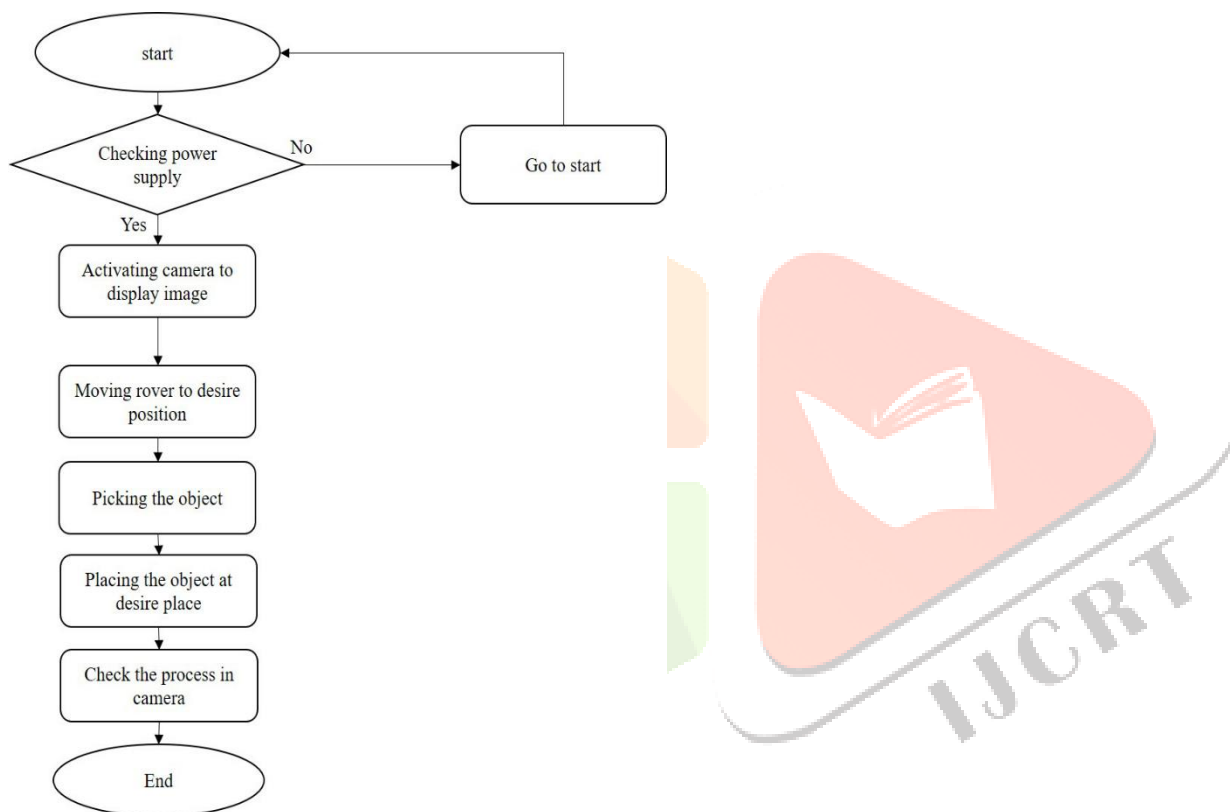 start
Checking power
supply
No
Go to start
Yes
Activating camera to
display image
Moving rover to desire
position
Picking the object
Placing the object at
desire place
Check the process in
camera
End
IJCRT